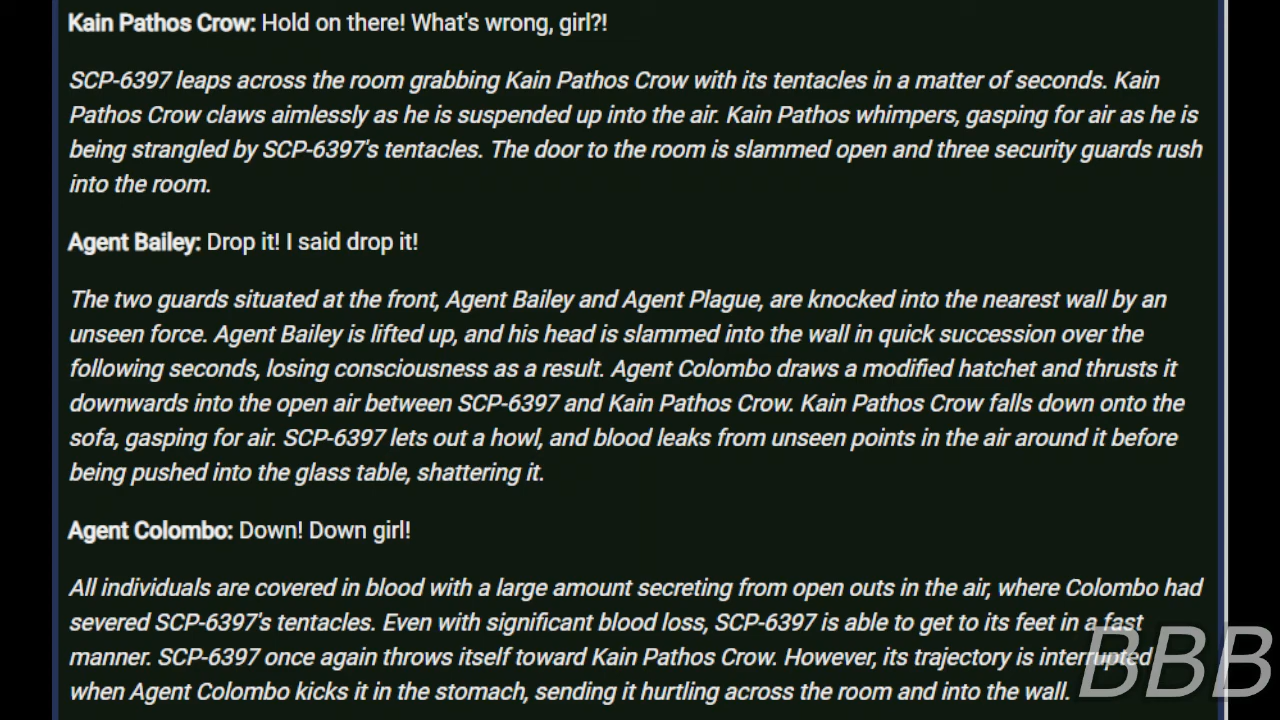 Kain Pathos Crow: Hold on there! What's wrong, girl?!
SCP-6397 leaps across the room grabbing Kain Pathos Crow with its tentacles in a matter of seconds. Kain
Pathos Crow claws aimlessly as he is suspended up into the air. Kain Pathos whimpers, gasping for air as he is
being strangled by SCP-6397's tentacles. The door to the room is slammed open and three security guards rush
into the room.
Agent Bailey: Drop it! I said drop it!
The two guards situated at the front, Agent Bailey and Agent Plague, are knocked into the nearest wall by an
unseen force. Agent Bailey is lifted up, and his head is slammed into the wall in quick succession over the
following seconds, losing consciousness as a result. Agent Colombo draws a modified hatchet and thrusts it
downwards into the open air between SCP-6397 and Kain Pathos Crow. Kain Pathos Crow falls down onto the
sofa, gasping for air. SCP-6397 lets out a howl, and blood leaks from unseen points in the air around it before
being pushed into the glass table, shattering it.
Agent Colombo: Down! Down girl!
All individuals are covered in blood with a large amount secreting from open outs in the air, where Colombo had
severed SCP-6397's tentacles. Even with significant blood loss, SCP-6397 is able to get to its feet in a fast
manner. SCP-6397 once again throws itself toward Kain Pathos Crow. However, its trajectory is interrupted
when Agent Colombo kicks it in the stomach, sending it hurtling across the room and into the wall.
BBB